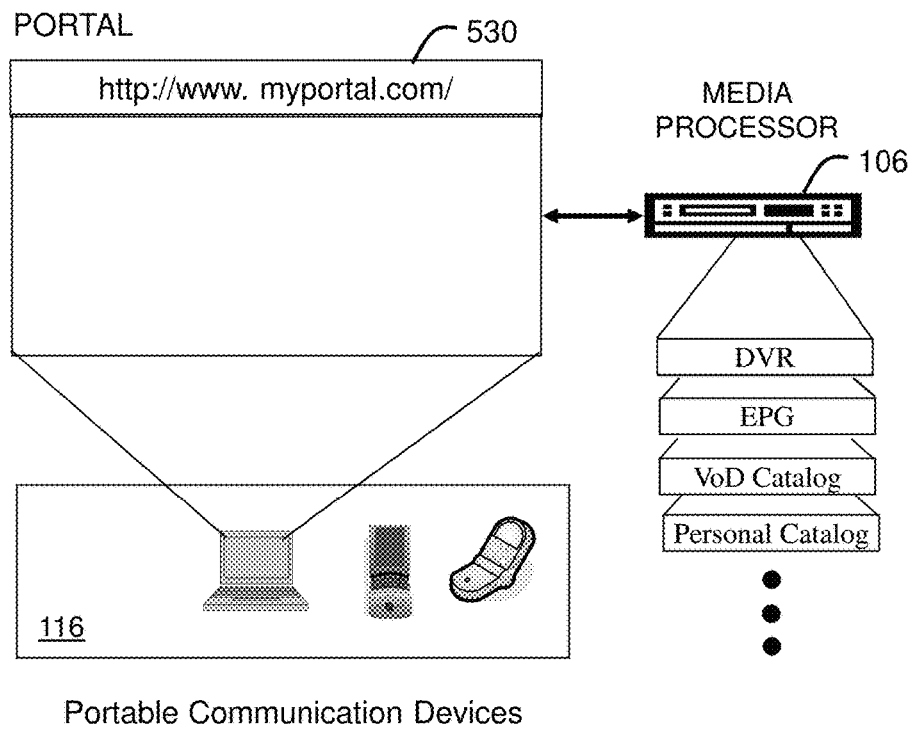 PORTAL
530
http://www. myportal.com/
MEDIA
PROCESSOR
106
DVR
EPG
VoD Catalog
Personal Catalog
116
Portable Communication Devices